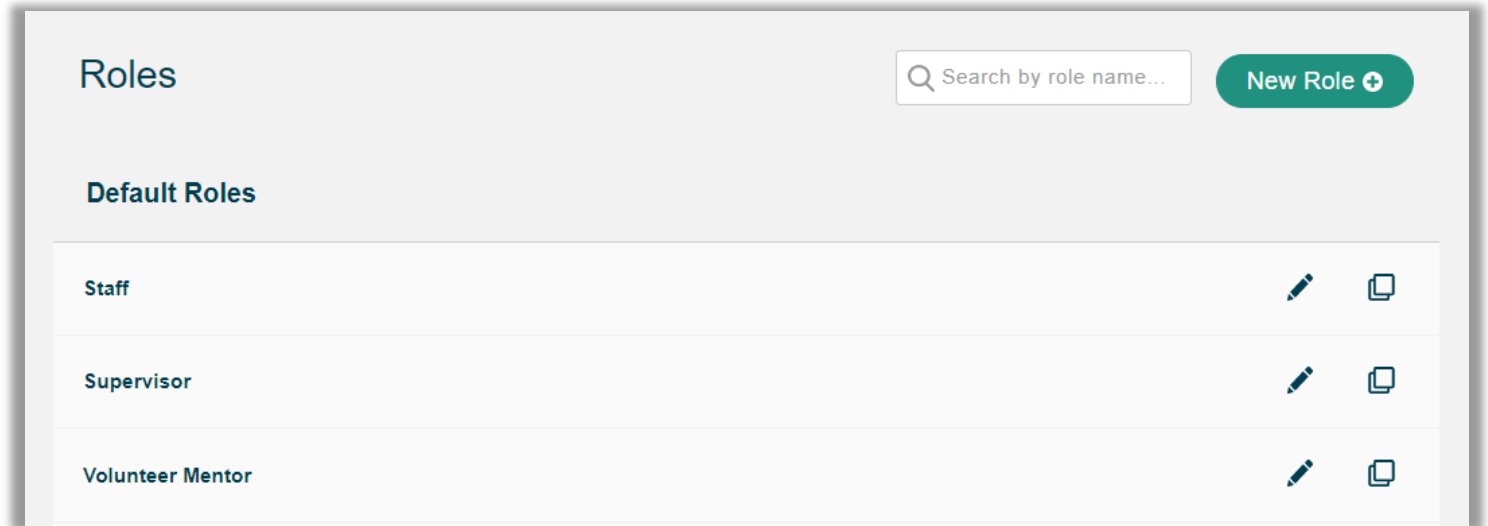 Roles
Search by role name...
New Role
Default Roles
Staff
Supervisor
Volunteer Mentor